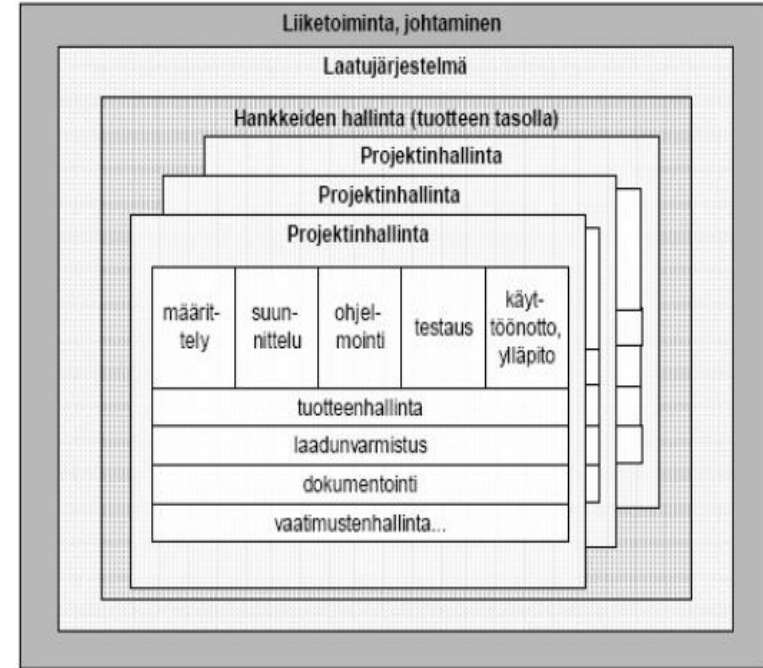 Liiketoiminta, johtaminen
Laatujärjestelmä
Hankkeiden hallinta (tuotteen tasolla)
Projektinhallinta
Projektinhallinta
Projektinhallinta
määrit-
tely
suun-
nittelu
ohjel-
mointi
testaus
käyt-
töönotto,
ylläpito
tuotteenhallinta
laadunvarmistus
dokumentointi
vaatimustenhallinta...